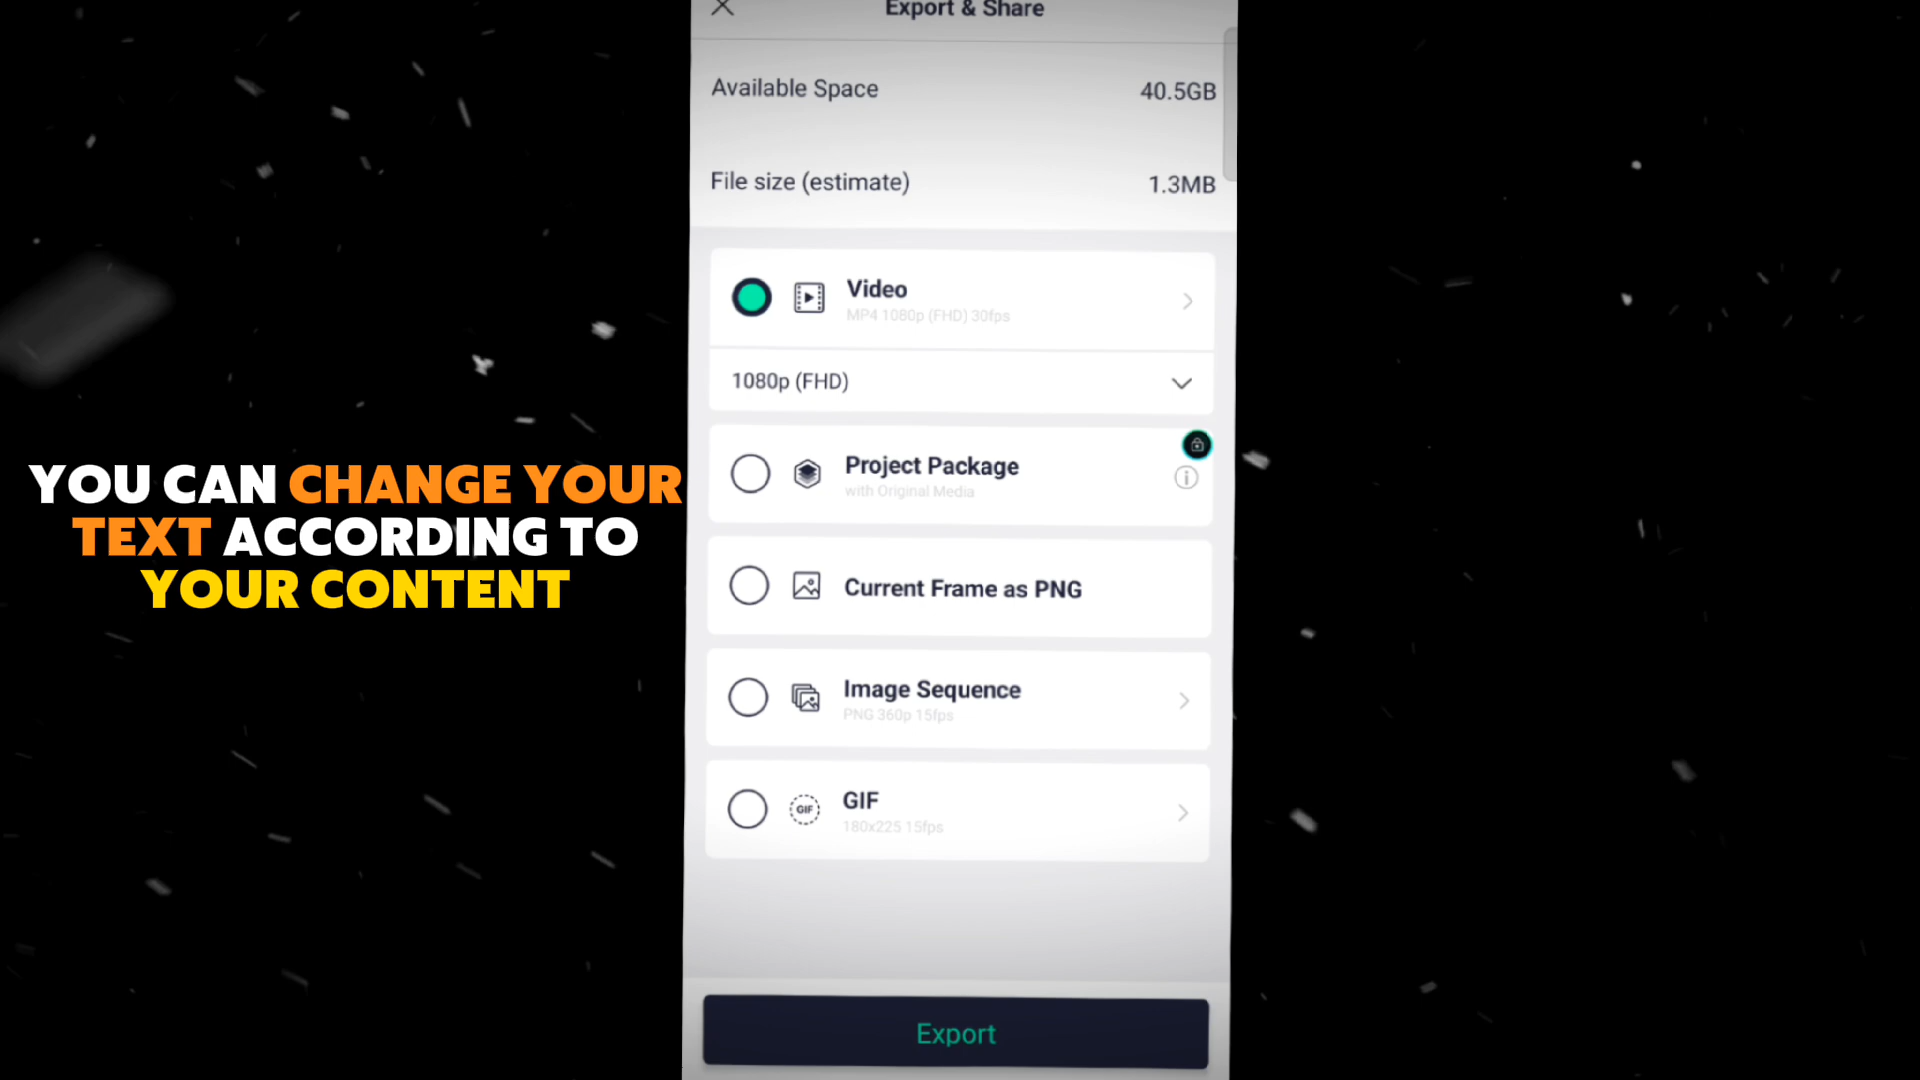 Export & Share
Available Space 40.5GB
File size (estimate) 1.3MB
Video
MP4 1080p (FHD) 30fps
1080p (FHD)
Project Package
with Original Media
Current Frame as PNG
Image Sequence
PNG 360p 15fps
GIF GIF
180x225 15fps
Export
YOU CAN CHANGE YOUR
TEXT ACCORDING TO
YOUR CONTENT